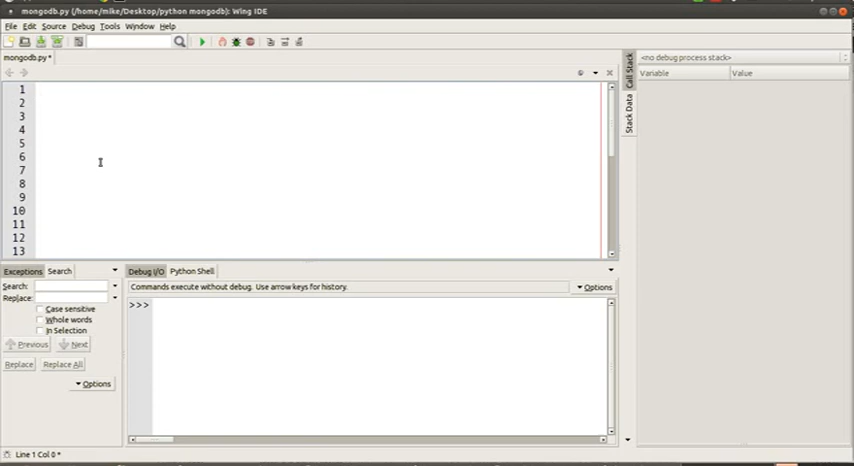 mongodb.py (/home/mike/Desktop/python mongodb): Wing IDE
File Edit Source Debug Tools Window Help
mongodb.py *
<no debug process stack>
Variable Value
Call Stack
Stack Data
1
2
3
4
5
6
7
8
9
10
11
12
13
Exceptions Search
Search:
Replace:
Case sensitive
Whole words
In Selection
Previous Next
Replace Replace All
Options
Debug I/O Python Shell
Commands execute without debug. Use arrow keys for history.
Options
>>>
Line 1 Col 0 *